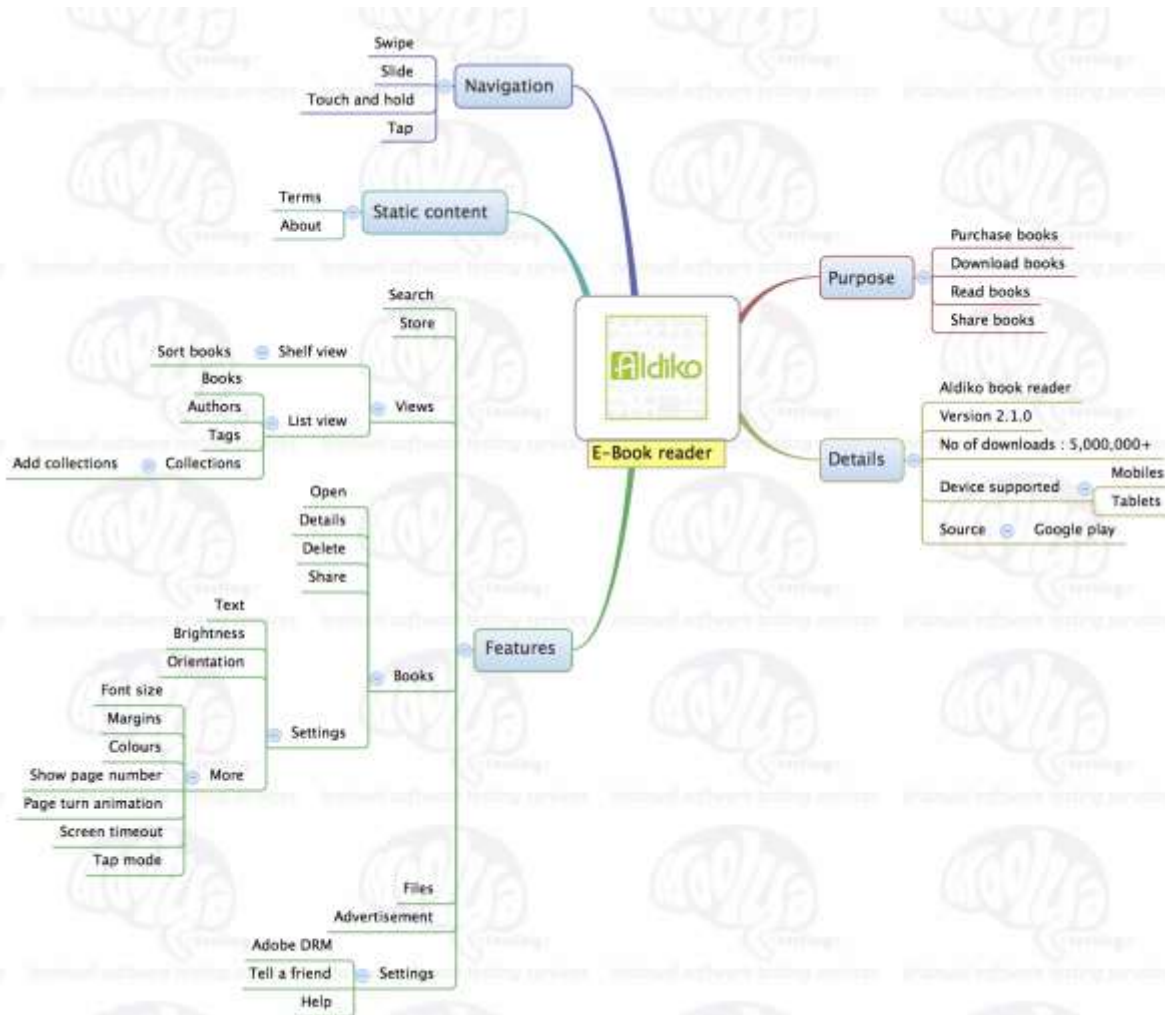 Swipe
Slide
Touch and hold
Tap
Navigation
Terms
About
Static content
Search
Store
Sort books
Shelf view
Books
Authors
Tags
Add collections
Collections
List view
Views
Open
Details
Delete
Share
Text
Brightness
Orientation
Font size
Margins
Colours
Show page number
Page turn animation
Screen timeout
Tap mode
More
Settings
Books
Files
Advertisement
Adobe DRM
Tell a friend
Help
Settings
Features
Aldiko
E-Book reader
Purpose
Purchase books
Download books
Read books
Share books
Details
Aldiko book reader
Version 2.1.0
No of downloads : 5,000,000+
Device supported
Mobiles
Tablets
Source
Google play